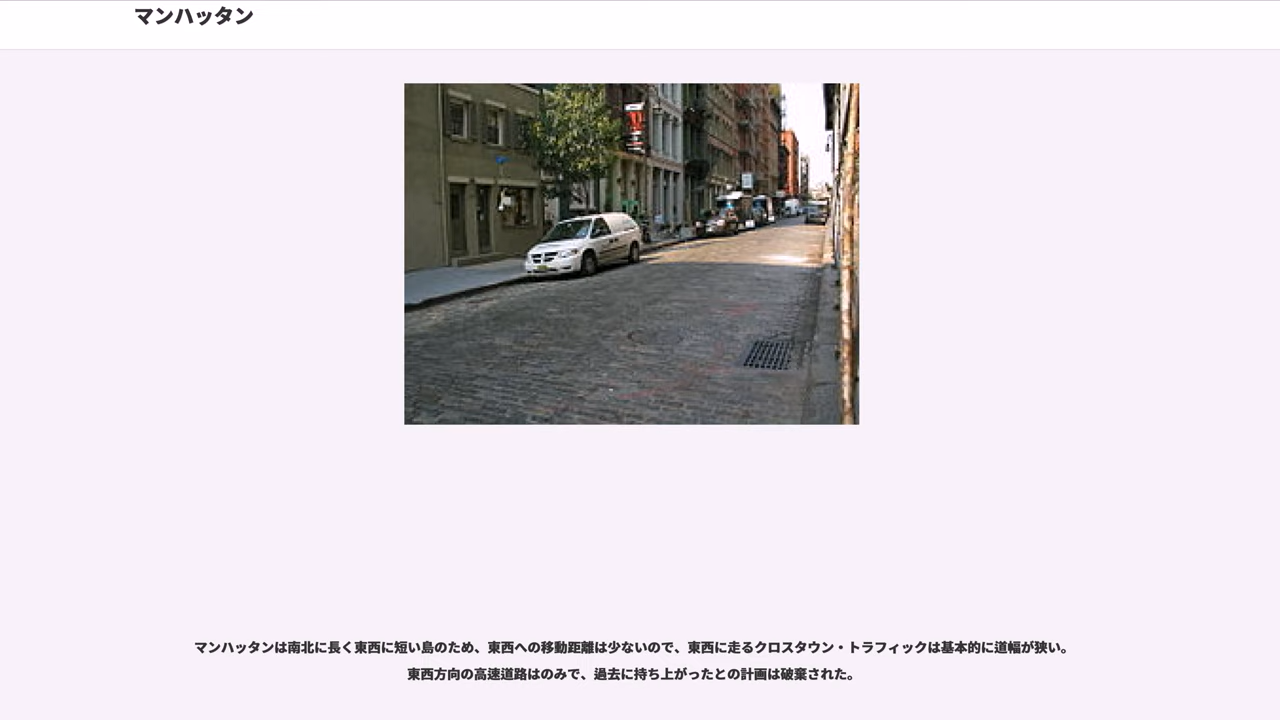 マンハッタン
マンハッタンは南北に長く東西に短い島のため、東西への移動距離は少ないので、東西に走るクロスタウン・トラフィックは基本的に道幅が狭い。
東西方向の高速道路はのみで、過去に持ち上がったとの計画は破棄された。